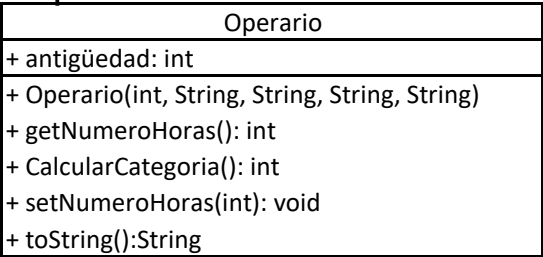 Operario
+ antigüedad: int
+ Operario(int, String, String, String, String)
+ getNumeroHoras(): int
+ CalcularCategoria(): int
+ setNumeroHoras(int): void
+ toString():String